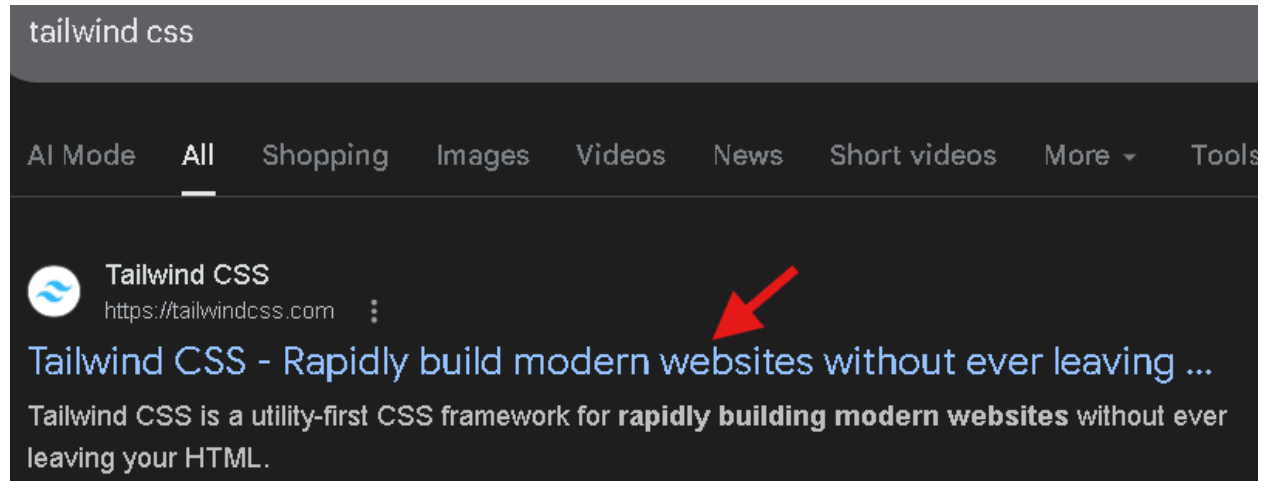 tailwind css
AI Mode All Shopping Images Videos News Short videos More Tools
Tailwind CSS
https://tailwindcss.com
Tailwind CSS - Rapidly build modern websites without ever leaving ...
Tailwind CSS is a utility-first CSS framework for rapidly building modern websites without ever
leaving your HTML.